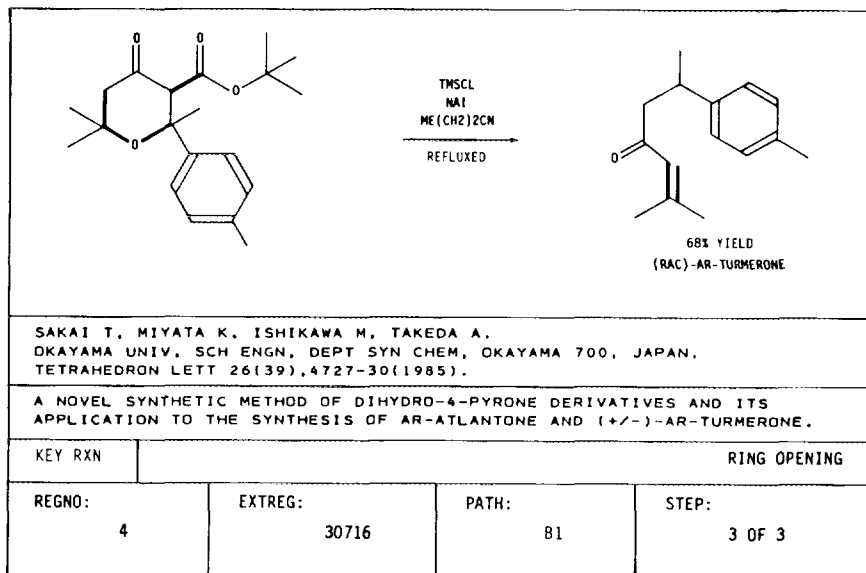 O
O
O
O
TMSCL
NAI
ME(CH2)2CN
REFLUXED
O
68% YIELD
(RAC)-AR-TURMERONE
SAKAI T, MIYATA K, ISHIKAWA M, TAKEDA A.
OKAYAMA UNIV, SCH ENGN, DEPT SYN CHEM, OKAYAMA 700, JAPAN.
TETRAHEDRON LETT 26(39),4727-30(1985).
A NOVEL SYNTHETIC METHOD OF DIHYDRO-4-PYRONE DERIVATIVES AND ITS
APPLICATION TO THE SYNTHESIS OF AR-ATLANTONE AND (+/-)-AR-TURMERONE.
KEY RXN RING OPENING
REGNO: EXTREG: PATH: STEP:
4 30716 B1 3 OF 3